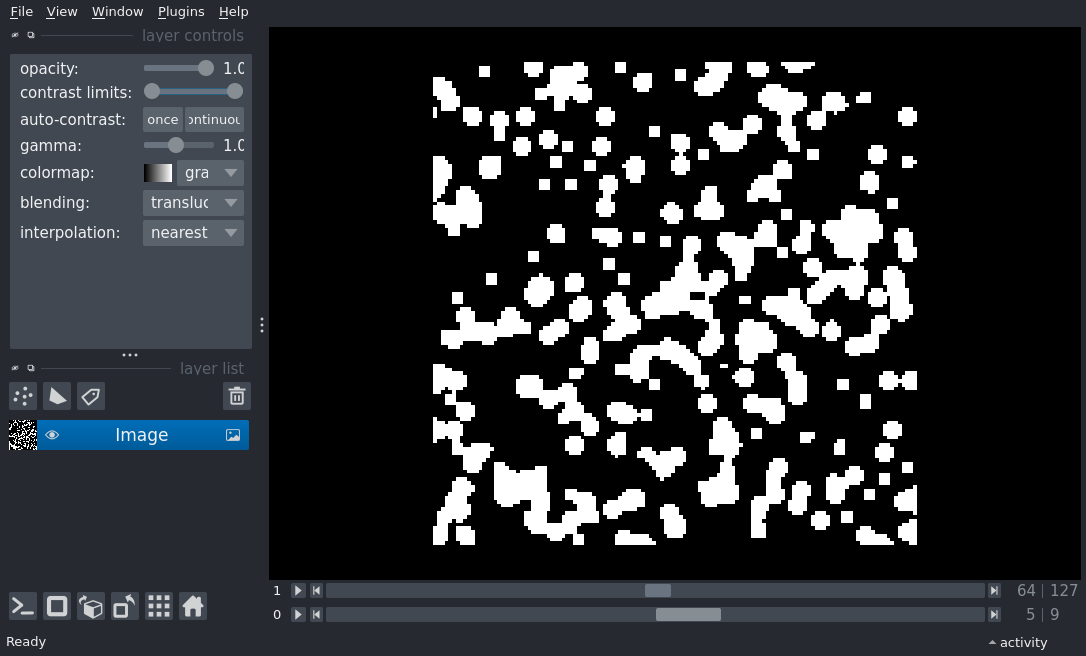 File View Window Plugins Help
layer controls
opacity: 1.0
contrast limits:
auto-contrast: once ontinuou
gamma: 1.0
colormap: gra
blending: transluc
interpolation: nearest
layer list
Image
1 64 127
0 5 9
Ready activity